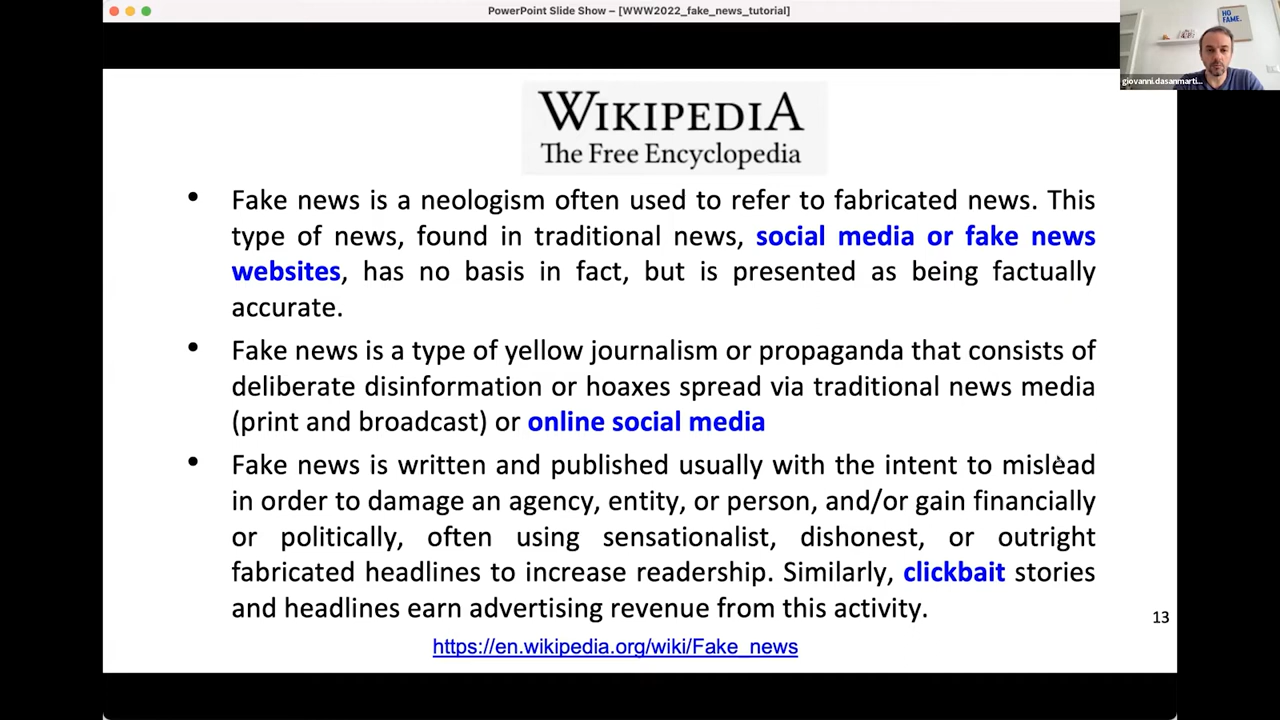 PowerPoint Slide Show – [WWW2022_fake_news_tutorial]
HG
FAME.
giovanni.dasanmarti...
WIKIPEDIA
The Free Encyclopedia
• Fake news is a neologism often used to refer to fabricated news. This
type of news, found in traditional news, social media or fake news
websites, has no basis in fact, but is presented as being factually
accurate.
• Fake news is a type of yellow journalism or propaganda that consists of
deliberate disinformation or hoaxes spread via traditional news media
(print and broadcast) or online social media
• Fake news is written and published usually with the intent to mislead
in order to damage an agency, entity, or person, and/or gain financially
or politically, often using sensationalist, dishonest, or outright
fabricated headlines to increase readership. Similarly, clickbait stories
and headlines earn advertising revenue from this activity.
13
https://en.wikipedia.org/wiki/Fake_news